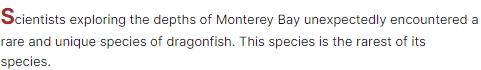 Scientists exploring the depths of Monterey Bay unexpectedly encountered a
rare and unique species of dragonfish. This species is the rarest of its
species.